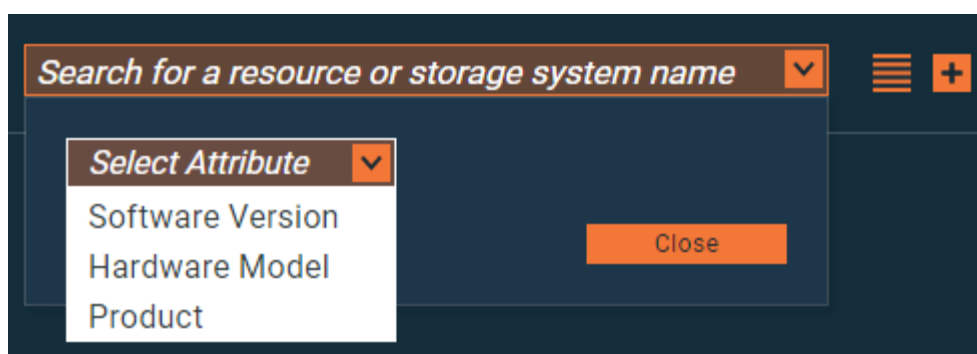 Search for a resource or storage system name
Select Attribute
Software Version
Hardware Model
Product
Close